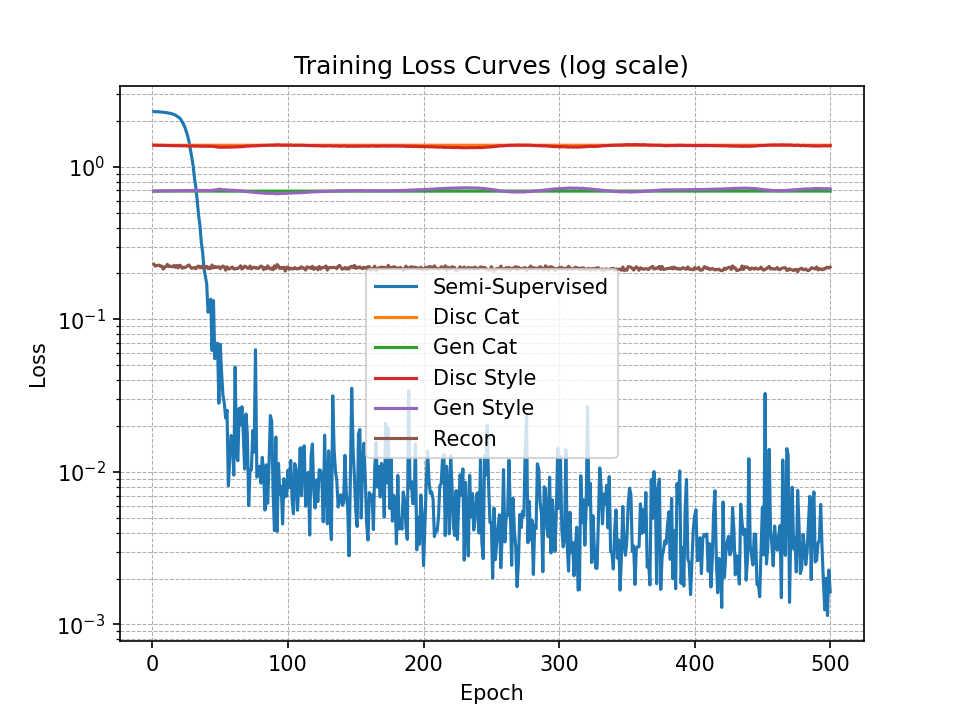 Training Loss Curves (log scale)
Loss
10^0
10^-1
10^-2
10^-3
Semi-Supervised
Disc Cat
Gen Cat
Disc Style
Gen Style
Recon
0 100 200 300 400 500
Epoch